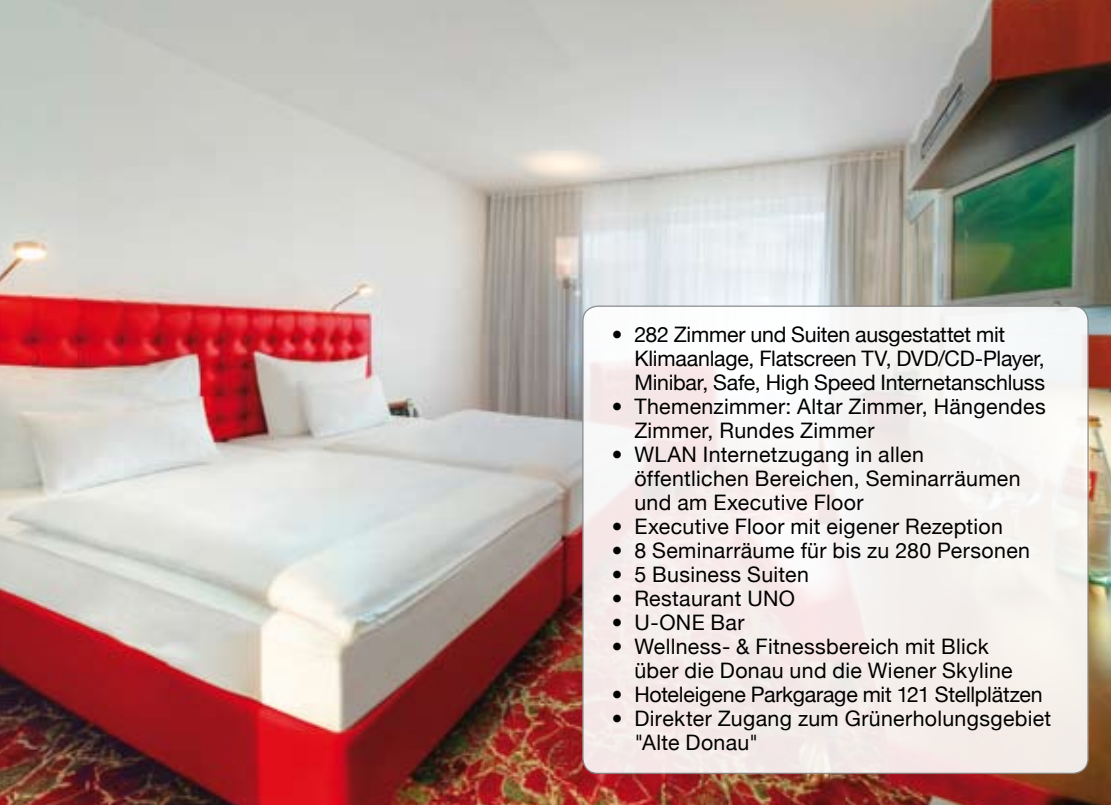 • 282 Zimmer und Suiten ausgestattet mit
Klimaanlage, Flatscreen TV, DVD/CD-Player,
Minibar, Safe, High Speed Internetanschluss
• Themenzimmer: Altar Zimmer, Hängendes
Zimmer, Rundes Zimmer
• WLAN Internetzugang in allen
öffentlichen Bereichen, Seminarräumen
und am Executive Floor
• Executive Floor mit eigener Rezeption
• 8 Seminarräume für bis zu 280 Personen
• 5 Business Suiten
• Restaurant UNO
• U-ONE Bar
• Wellness- & Fitnessbereich mit Blick
über die Donau und die Wiener Skyline
• Hoteleigene Parkgarage mit 121 Stellplätzen
• Direkter Zugang zum Grünerholungsgebiet
"Alte Donau"